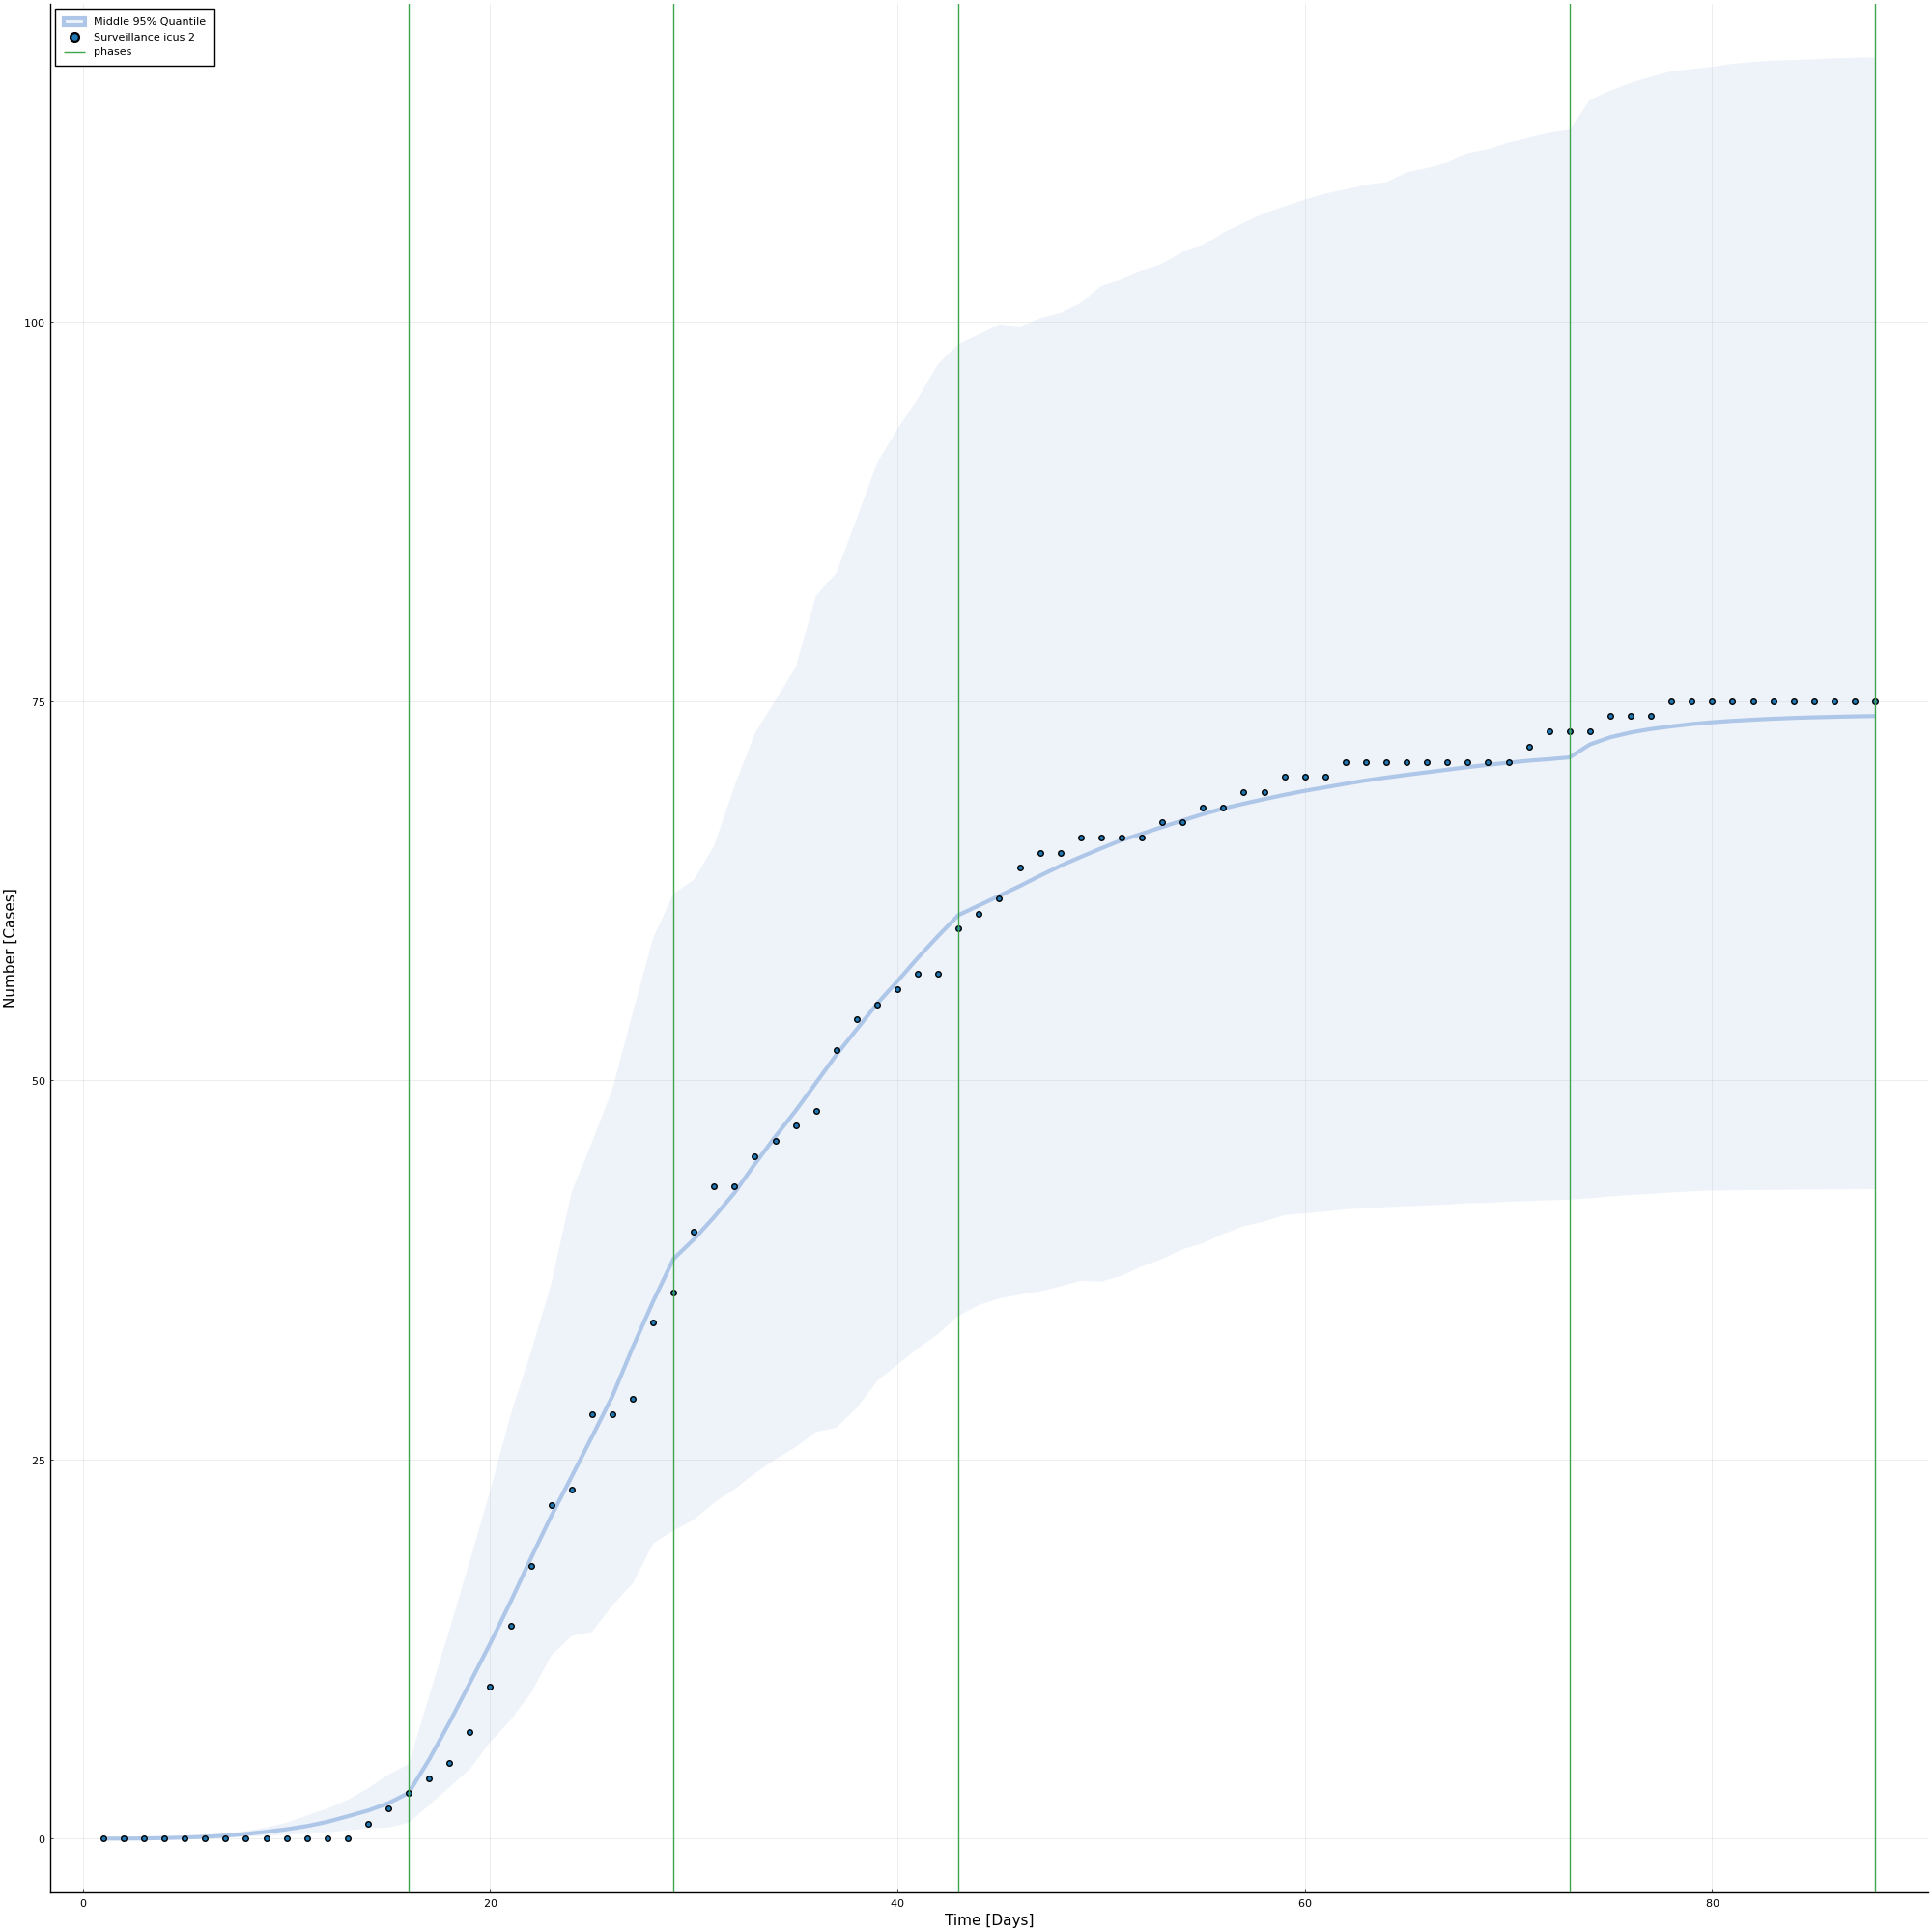 Middle 95% Quantile
Surveillance icus 2
phases
Number [Cases]
100
75
50
25
0
0 20 40 60 80
Time [Days]